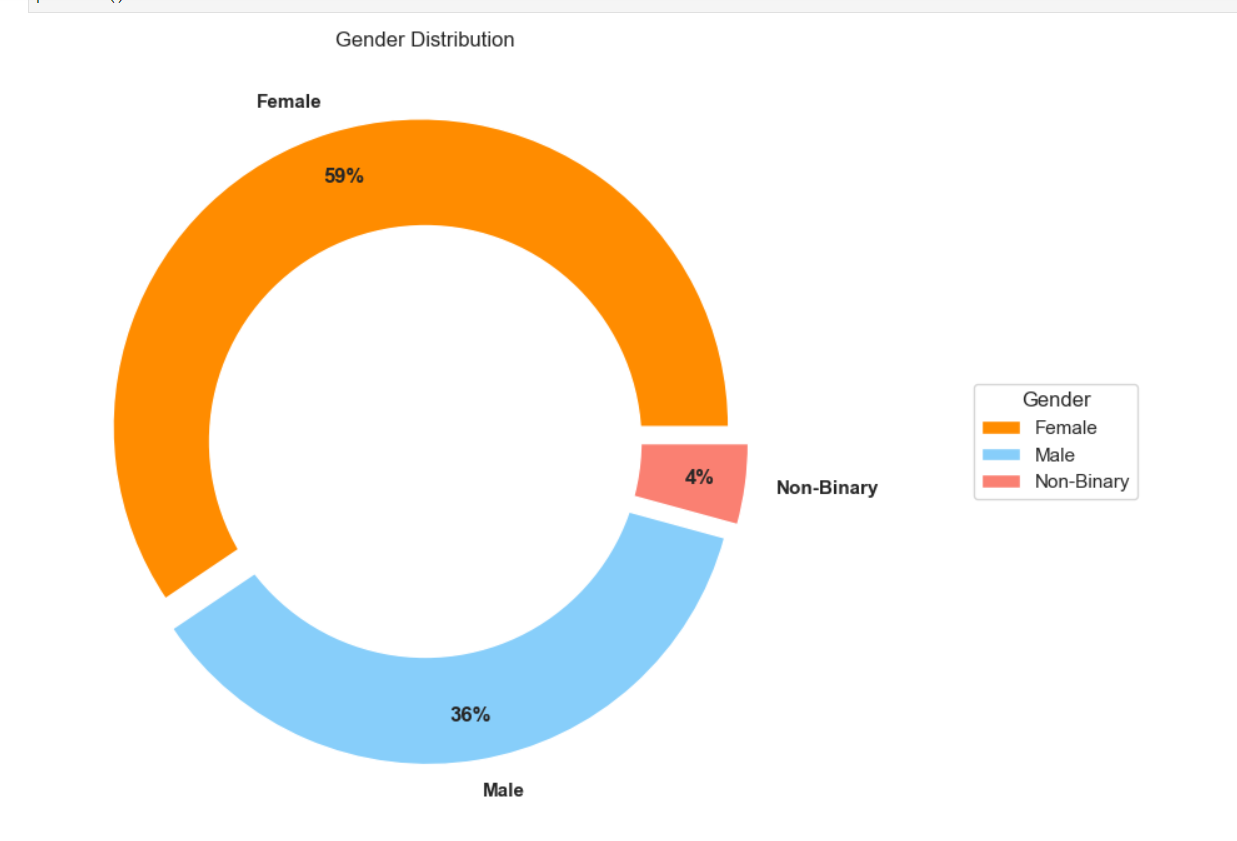 Gender Distribution
Female
59%
Gender
Female
Male
Non-Binary
4%
Non-Binary
36%
Male